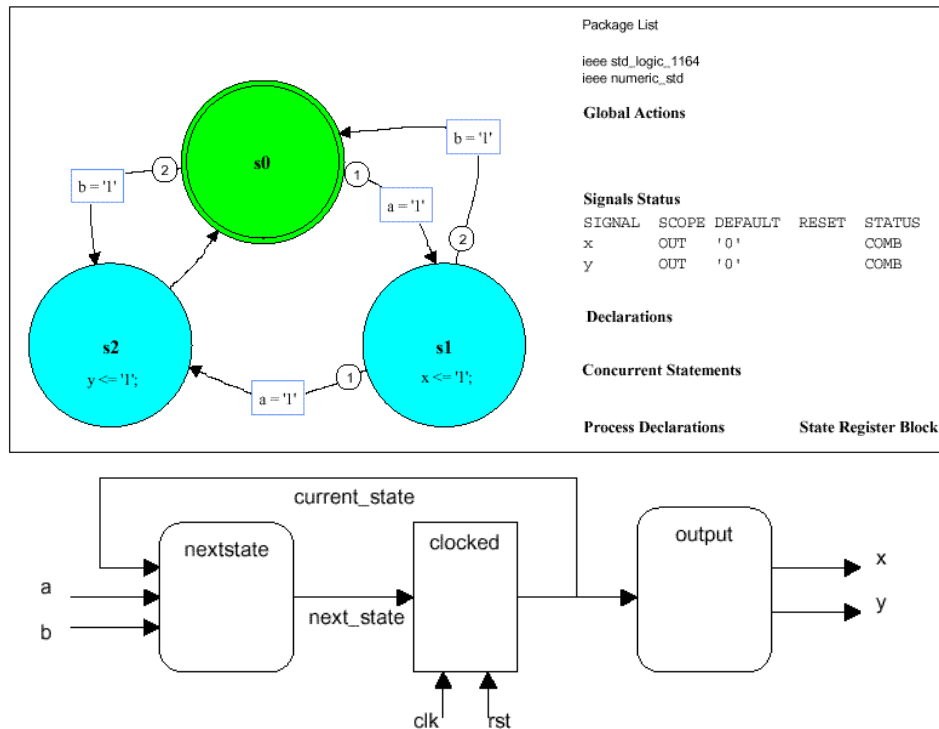 Package List
ieee std_logic_1164
ieee numeric_std
Global Actions
Signals Status
SIGNAL SCOPE DEFAULT RESET STATUS
x OUT '0' COMB
y OUT '0' COMB
Declarations
Concurrent Statements
Process Declarations State Register Block
s0
b = '1'
2
1
b = '1'
a = '1'
2
s2
y <= '1';
s1
x <= '1';
1
a = '1'
current_state
nextstate
clocked
output
a
b
next_state
x
y
clk
rst